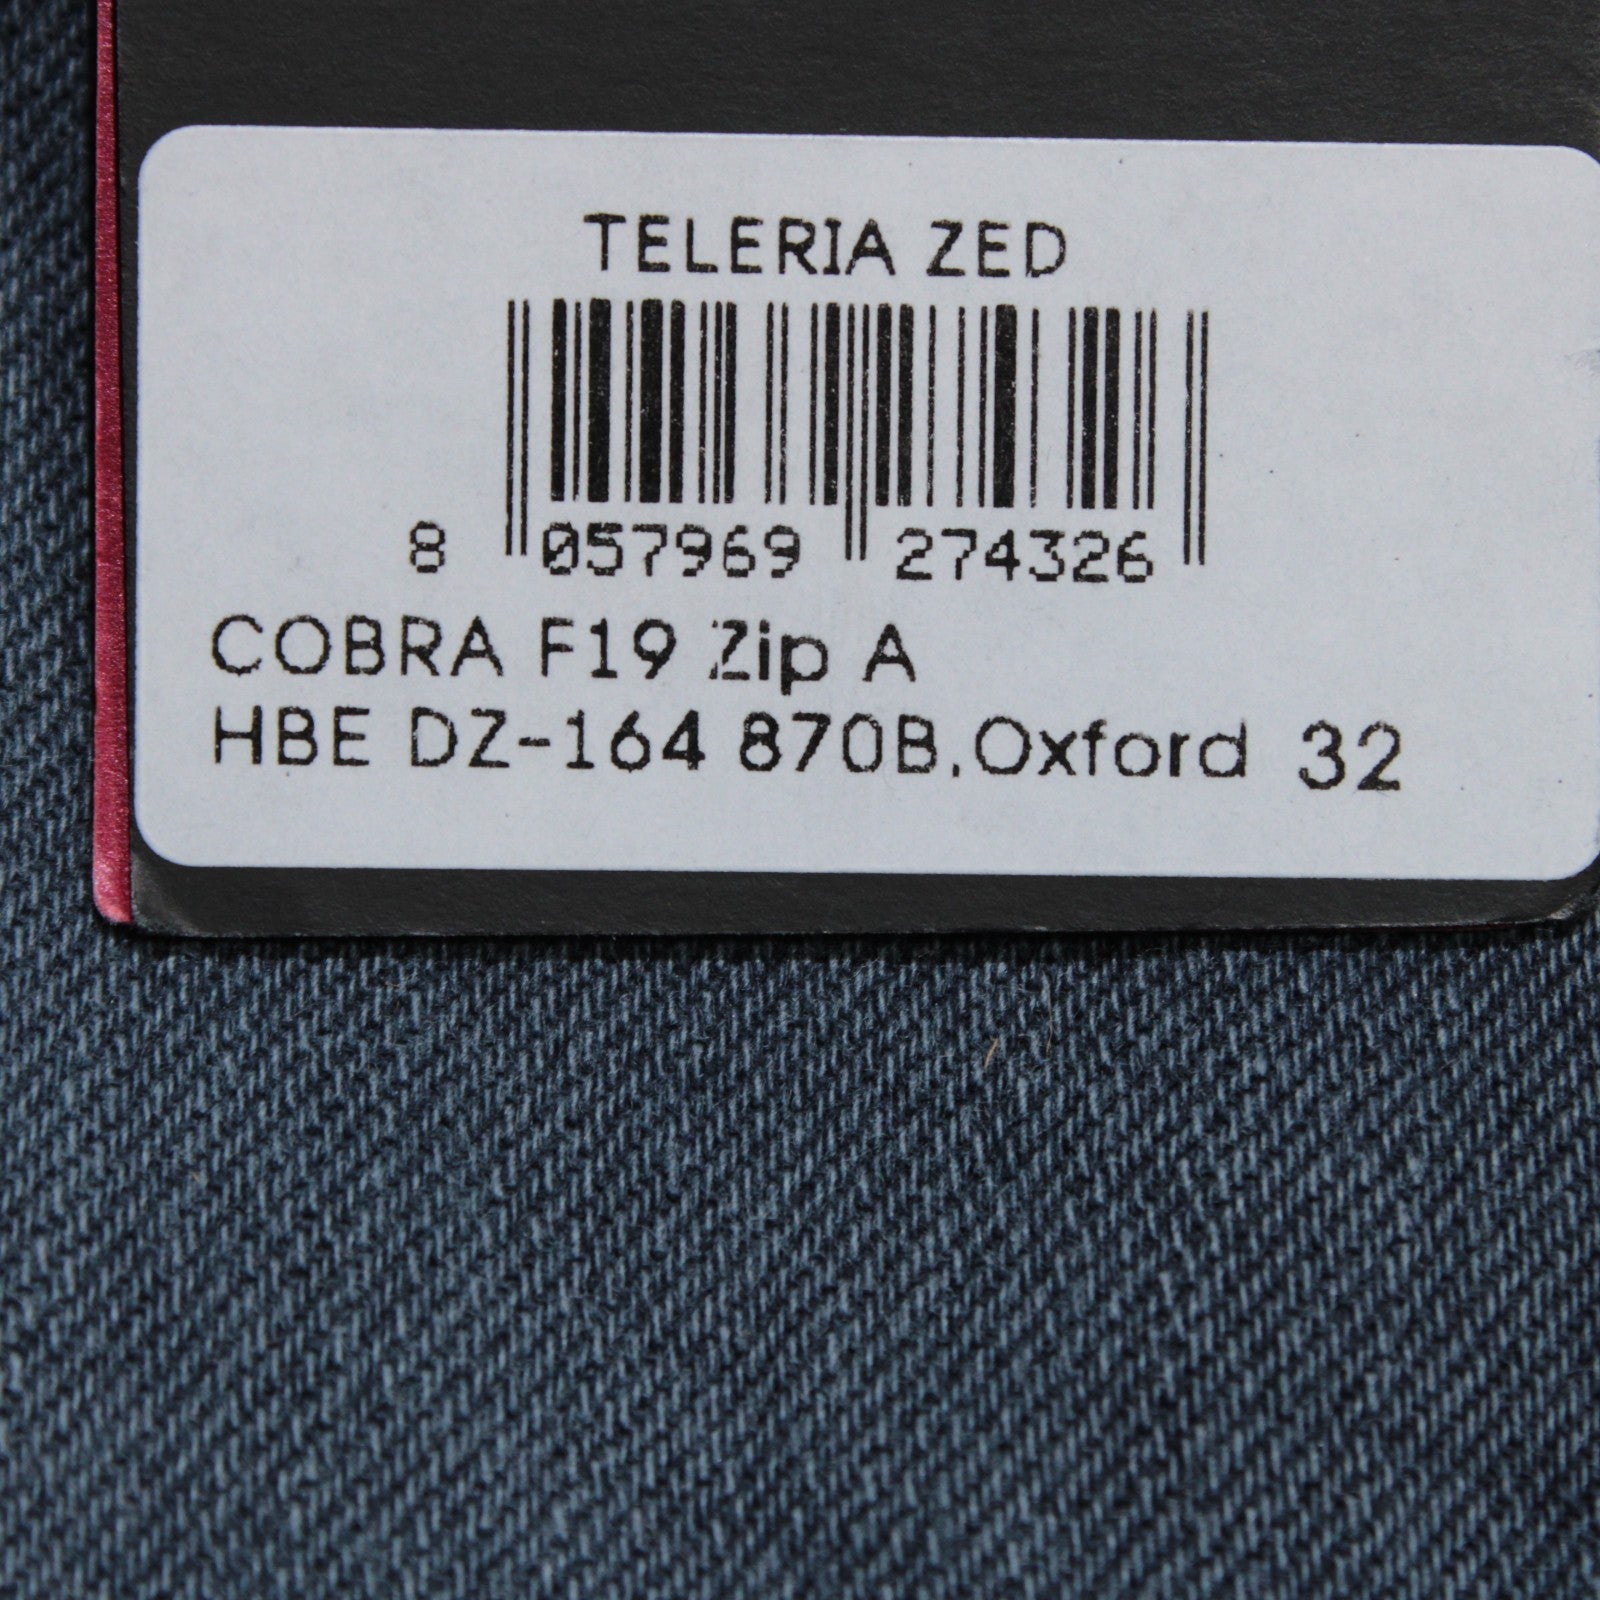 TELERIA ZED
8 057969 274326
COBRA F19 Zip A
HBE DZ-164 870B.Oxford 32